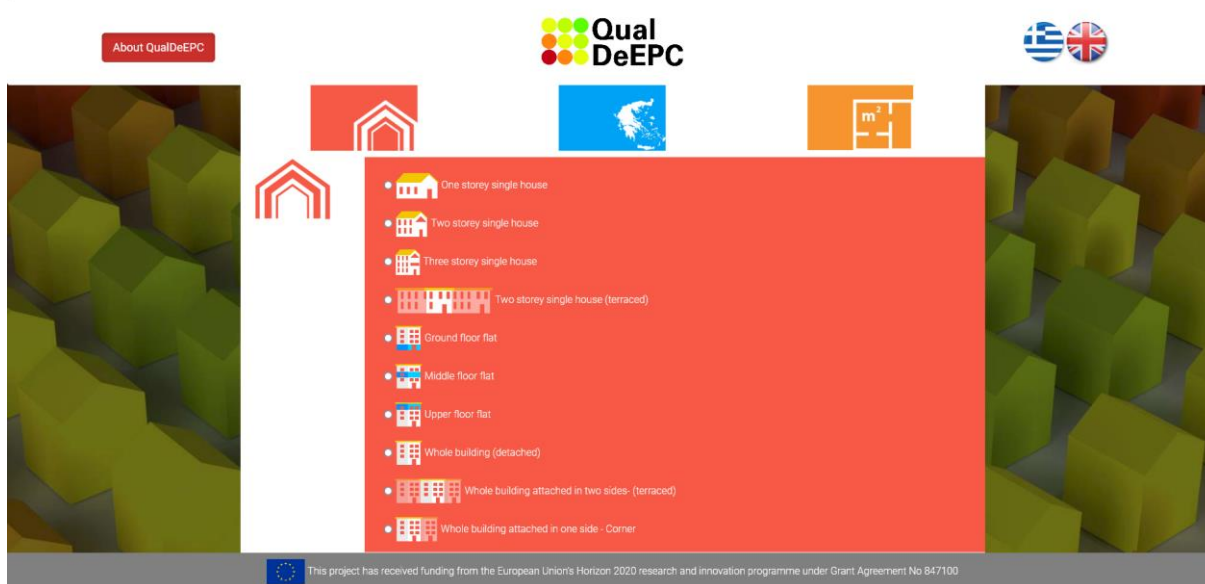 About QualDeEPC
Qual
DeEPC
m²
One storey single house
Two storey single house
Three storey single house
Two storey single house (terraced)
Ground floor flat
Middle floor flat
Upper floor flat
Whole building (detached)
Whole building attached in two sides- (terraced)
Whole building attached in one side - Corner
This project has received funding from the European Union's Horizon 2020 research and innovation programme under Grant Agreement No 847100